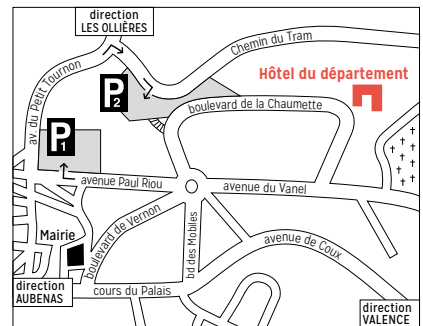 direction
LES OLLIÈRES
Chemin du Tram
Hôtel du département
av. du Petit Tournon
P2
boulevard de la Chaumette
P1
avenue Paul Riou
avenue du Vanel
Mairie
boulevard de Vernon
bd des Mobiles
avenue de Coux
direction
AUBENAS
cours du Palais
direction
VALENCE